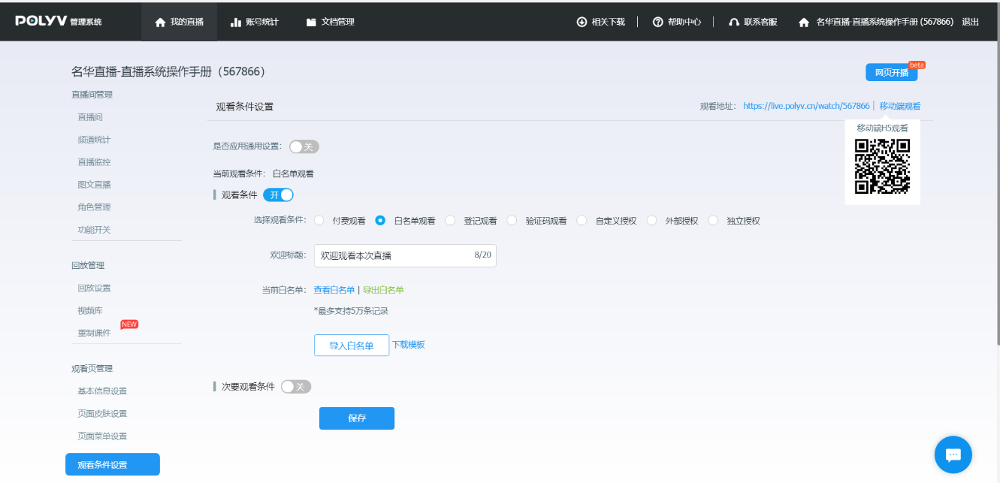 POLYV 管理系统 我的直播 账号统计 文档管理 相关下载 帮助中心 联系客服 名华直播-直播系统操作手册 (567866) 退出
名华直播-直播系统操作手册（567866）
网页开播 beta
直播间管理
直播间
频道统计
直播监控
图文直播
角色管理
功能开关
回放管理
回放设置
视频库
重制课件 NEW
观看页管理
基本信息设置
页面皮肤设置
页面菜单设置
观看条件设置
观看条件设置
观看地址： https://live.polyv.cn/watch/567866 | 移动端观看
移动端H5观看
是否应用通用设置： 关
当前观看条件： 白名单观看
观看条件 开
选择观看条件： 付费观看 白名单观看 登记观看 验证码观看 自定义授权 外部授权 独立授权
欢迎标题： 欢迎观看本次直播 8/20
当前白名单： 查看白名单 | 导出白名单
*最多支持5万条记录
导入白名单 下载模板
次要观看条件 关
保存